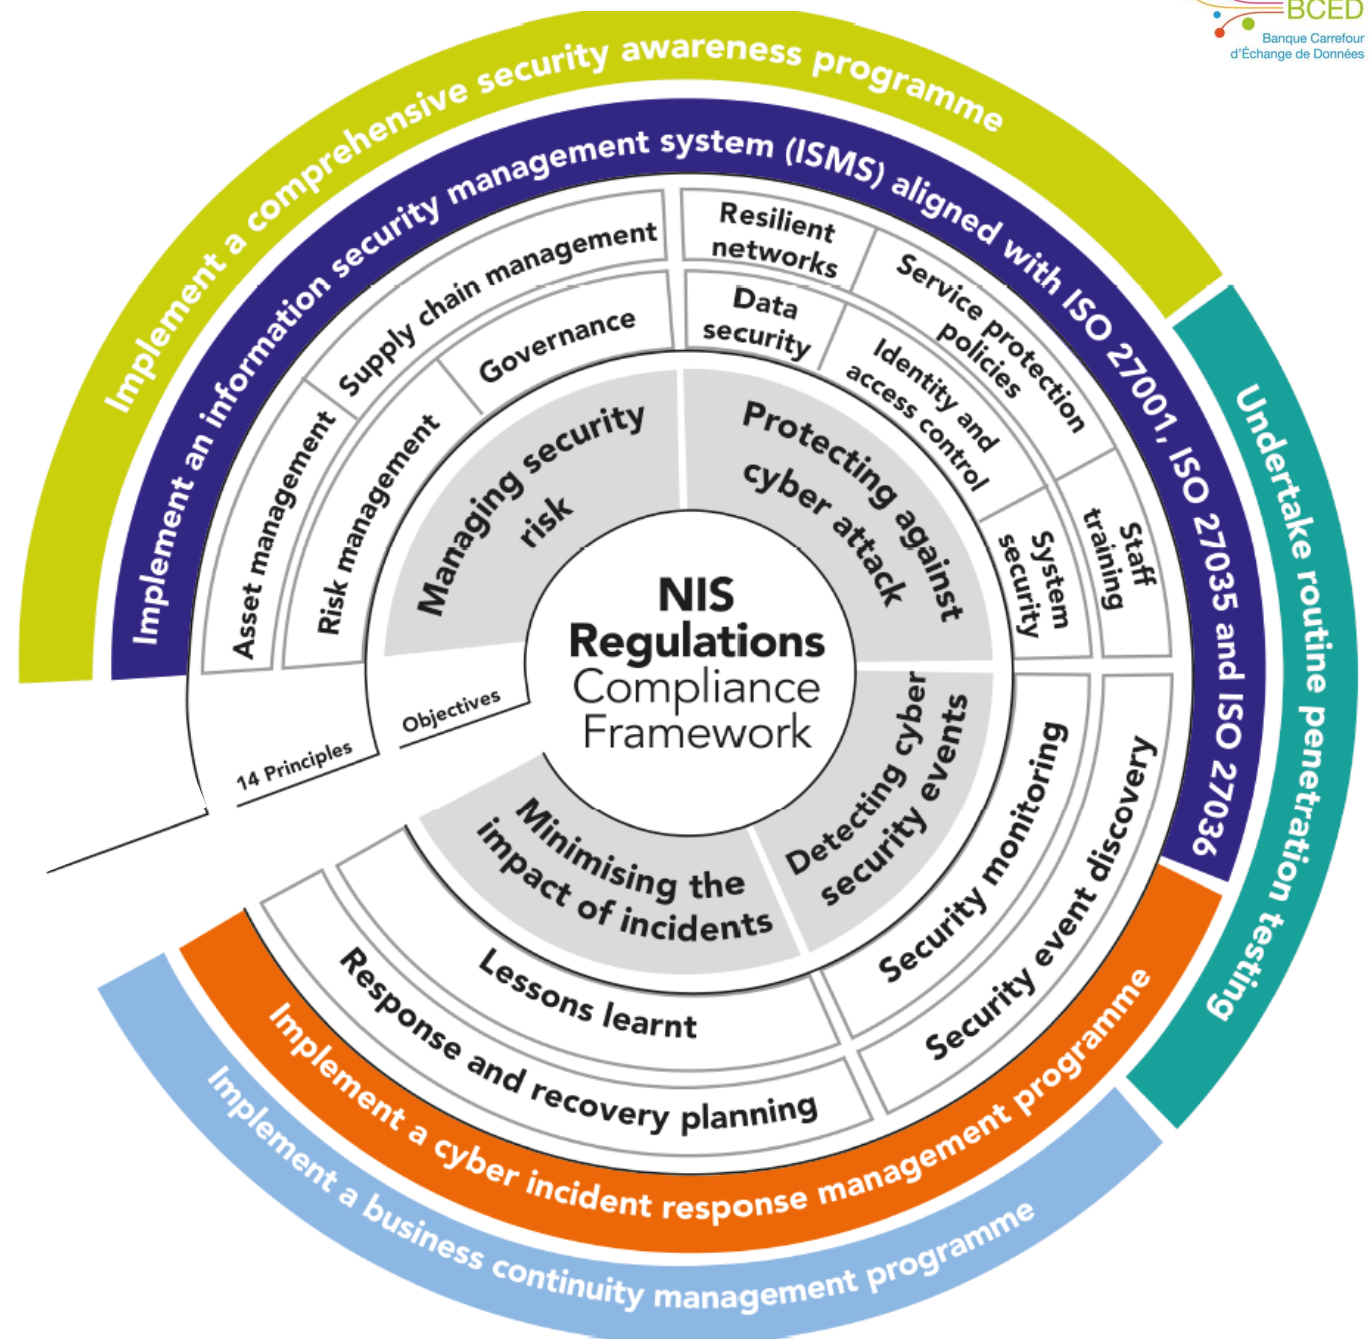 BCED
Banque Carrefour
d'Échange de Données
Implement a comprehensive security awareness programme
Implement an information security management system (ISMS) aligned with ISO 27001, ISO 27035 and ISO 27036
Undertake routine penetration testing
Supply chain management
Asset management
Governance
Risk management
Resilient
networks
Service protection
policies
Staff
training
Data
security
Identity and
access control
System
security
Managing security
risk
Protecting against
cyber attack
NIS
Regulations
Compliance
Framework
Objectives
14 Principles
Detecting cyber
security events
Security monitoring
Security event discovery
Minimising the
impact of incidents
Lessons learnt
Response and recovery planning
Implement a cyber incident response management programme
Implement a business continuity management programme